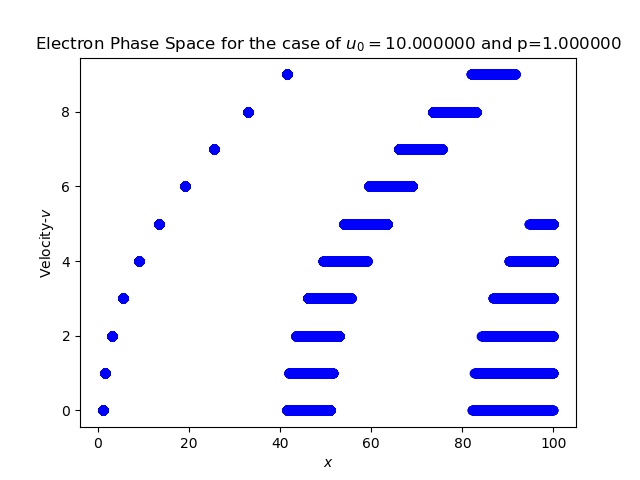 Electron Phase Space for the case of $u_0 = 10.000000$ and p=1.000000
8
6
4
2
0
Velocity-$v$
0 20 40 60 80 100
$x$